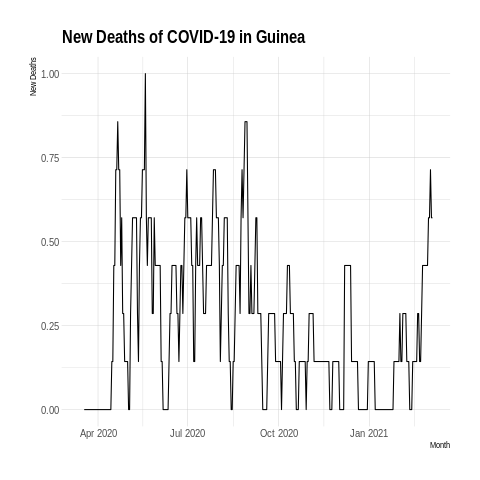 New Deaths of COVID-19 in Guinea
New Deaths
1.00
0.75
0.50
0.25
0.00
Apr 2020 Jul 2020 Oct 2020 Jan 2021
Month